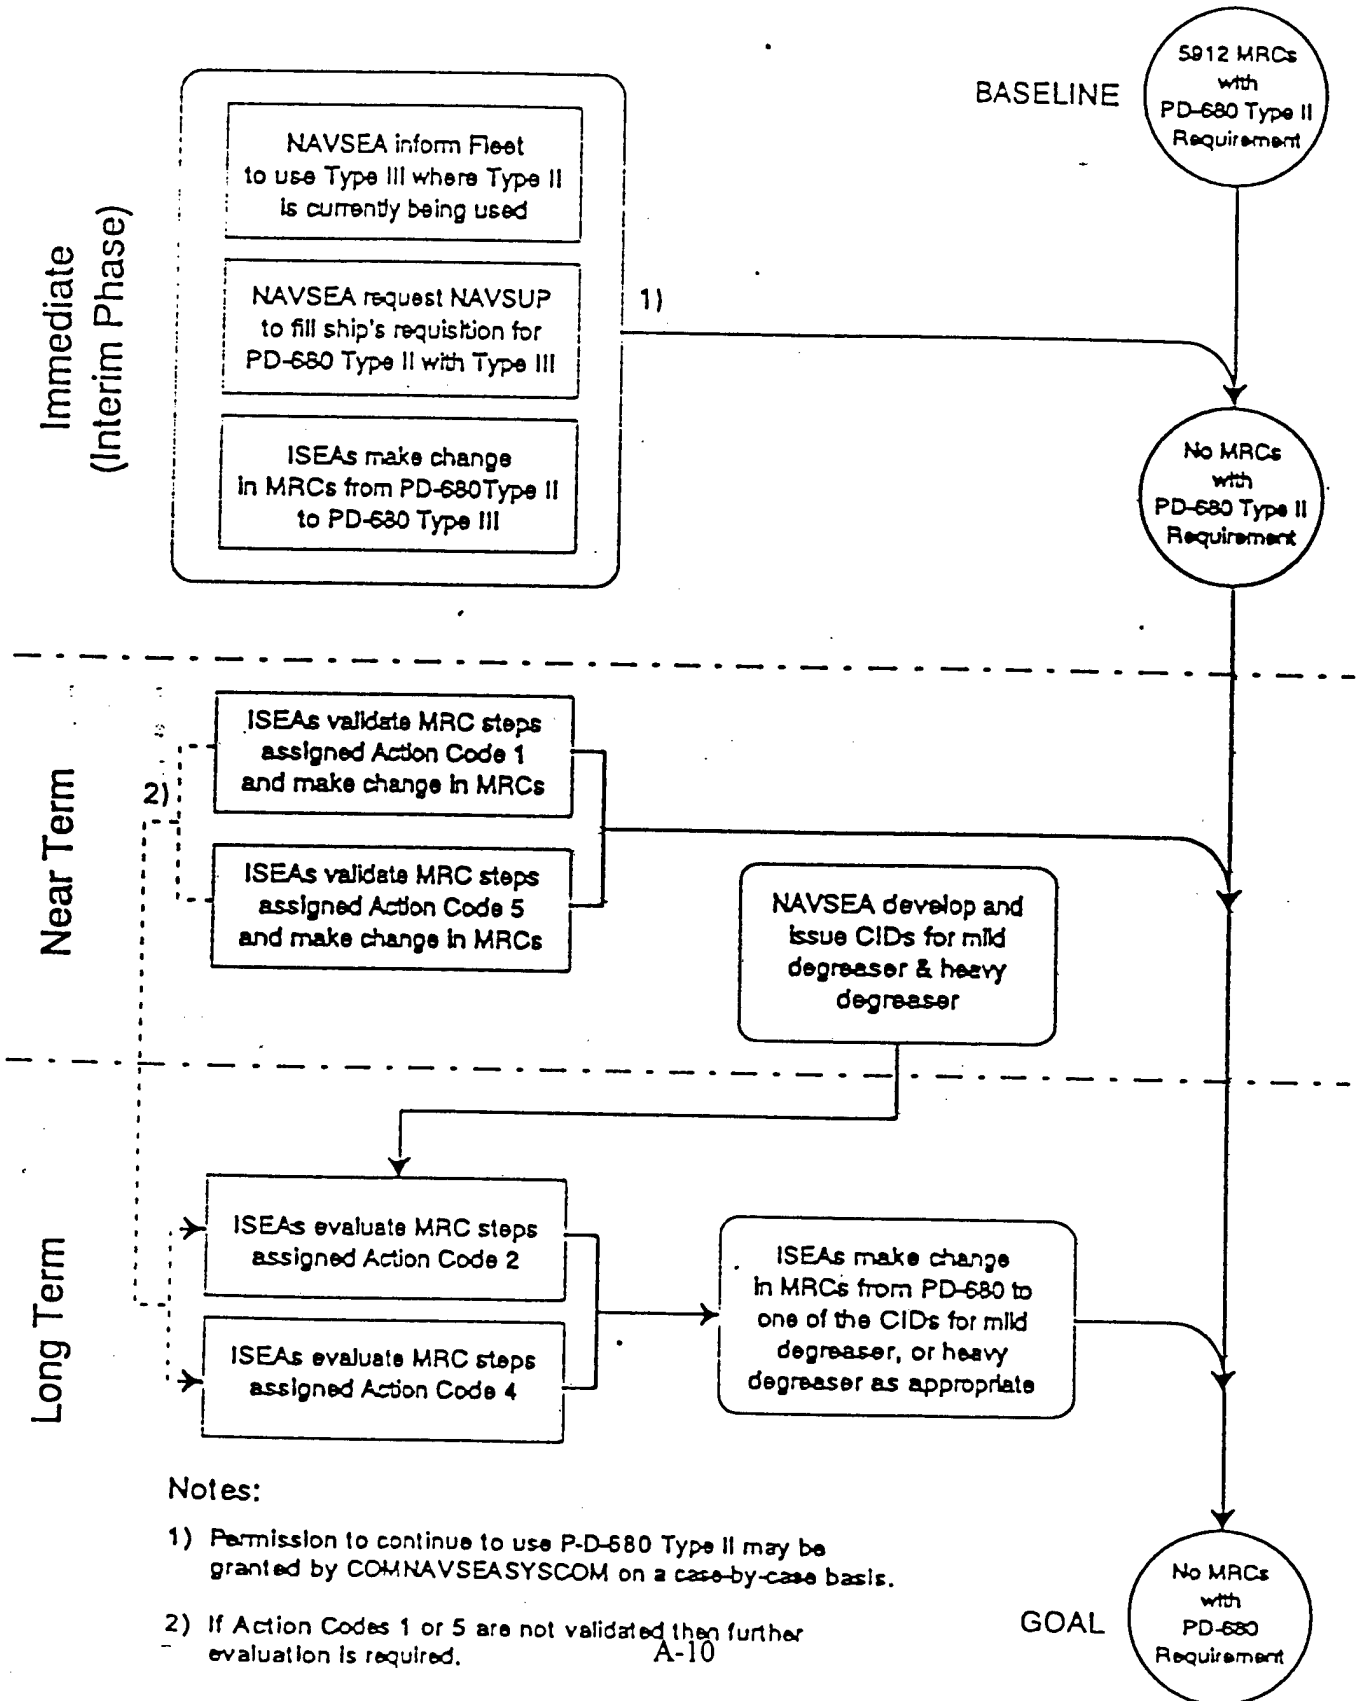 BASELINE
5912 MRCs
with
PD-680 Type II
Requirement
Immediate
(Interim Phase)
NAVSEA inform Fleet
to use Type III where Type II
is currently being used
NAVSEA request NAVSUP
to fill ship's requisition for
PD-680 Type II with Type III
ISEAs make change
in MRCs from PD-680Type II
to PD-680 Type III
1)
No MRCs
with
PD-680 Type II
Requirement
Near Term
2)
ISEAs validate MRC steps
assigned Action Code 1
and make change in MRCs
ISEAs validate MRC steps
assigned Action Code 5
and make change in MRCs
NAVSEA develop and
issue CIDs for mild
degreaser & heavy
degreaser
Long Term
ISEAs evaluate MRC steps
assigned Action Code 2
ISEAs evaluate MRC steps
assigned Action Code 4
ISEAs make change
in MRCs from PD-680 to
one of the CIDs for mild
degreaser, or heavy
degreaser as appropriate
Notes:
1) Permission to continue to use P-D-680 Type II may be
granted by COMNAVSEASYSCOM on a case-by-case basis.
2) If Action Codes 1 or 5 are not validated then further
evaluation is required.
A-10
GOAL
No MRCs
with
PD-680
Requirement